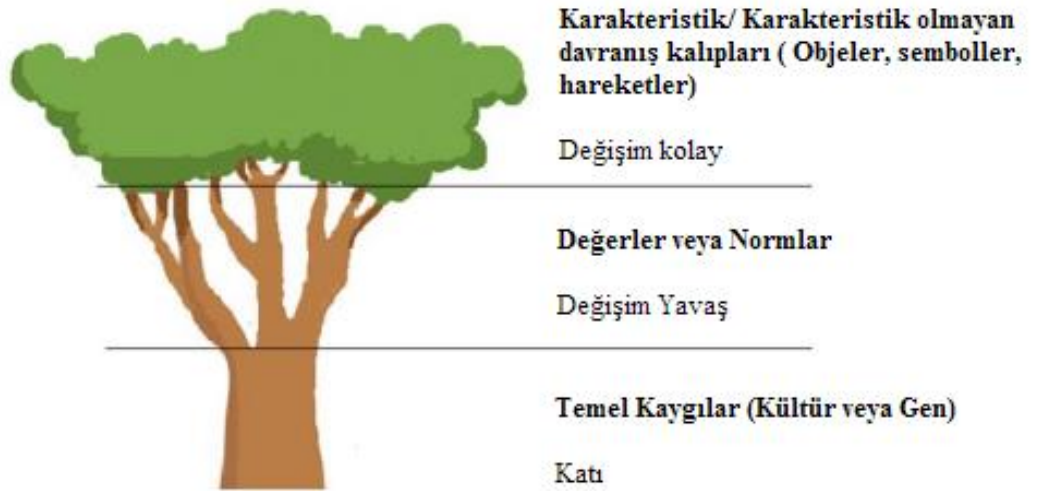 Karakteristik/ Karakteristik olmayan
davranış kalıpları ( Objeler, semboller,
hareketler)
Değişim kolay
Değerler veya Normlar
Değişim Yavaş
Temel Kaygılar (Kültür veya Gen)
Katı